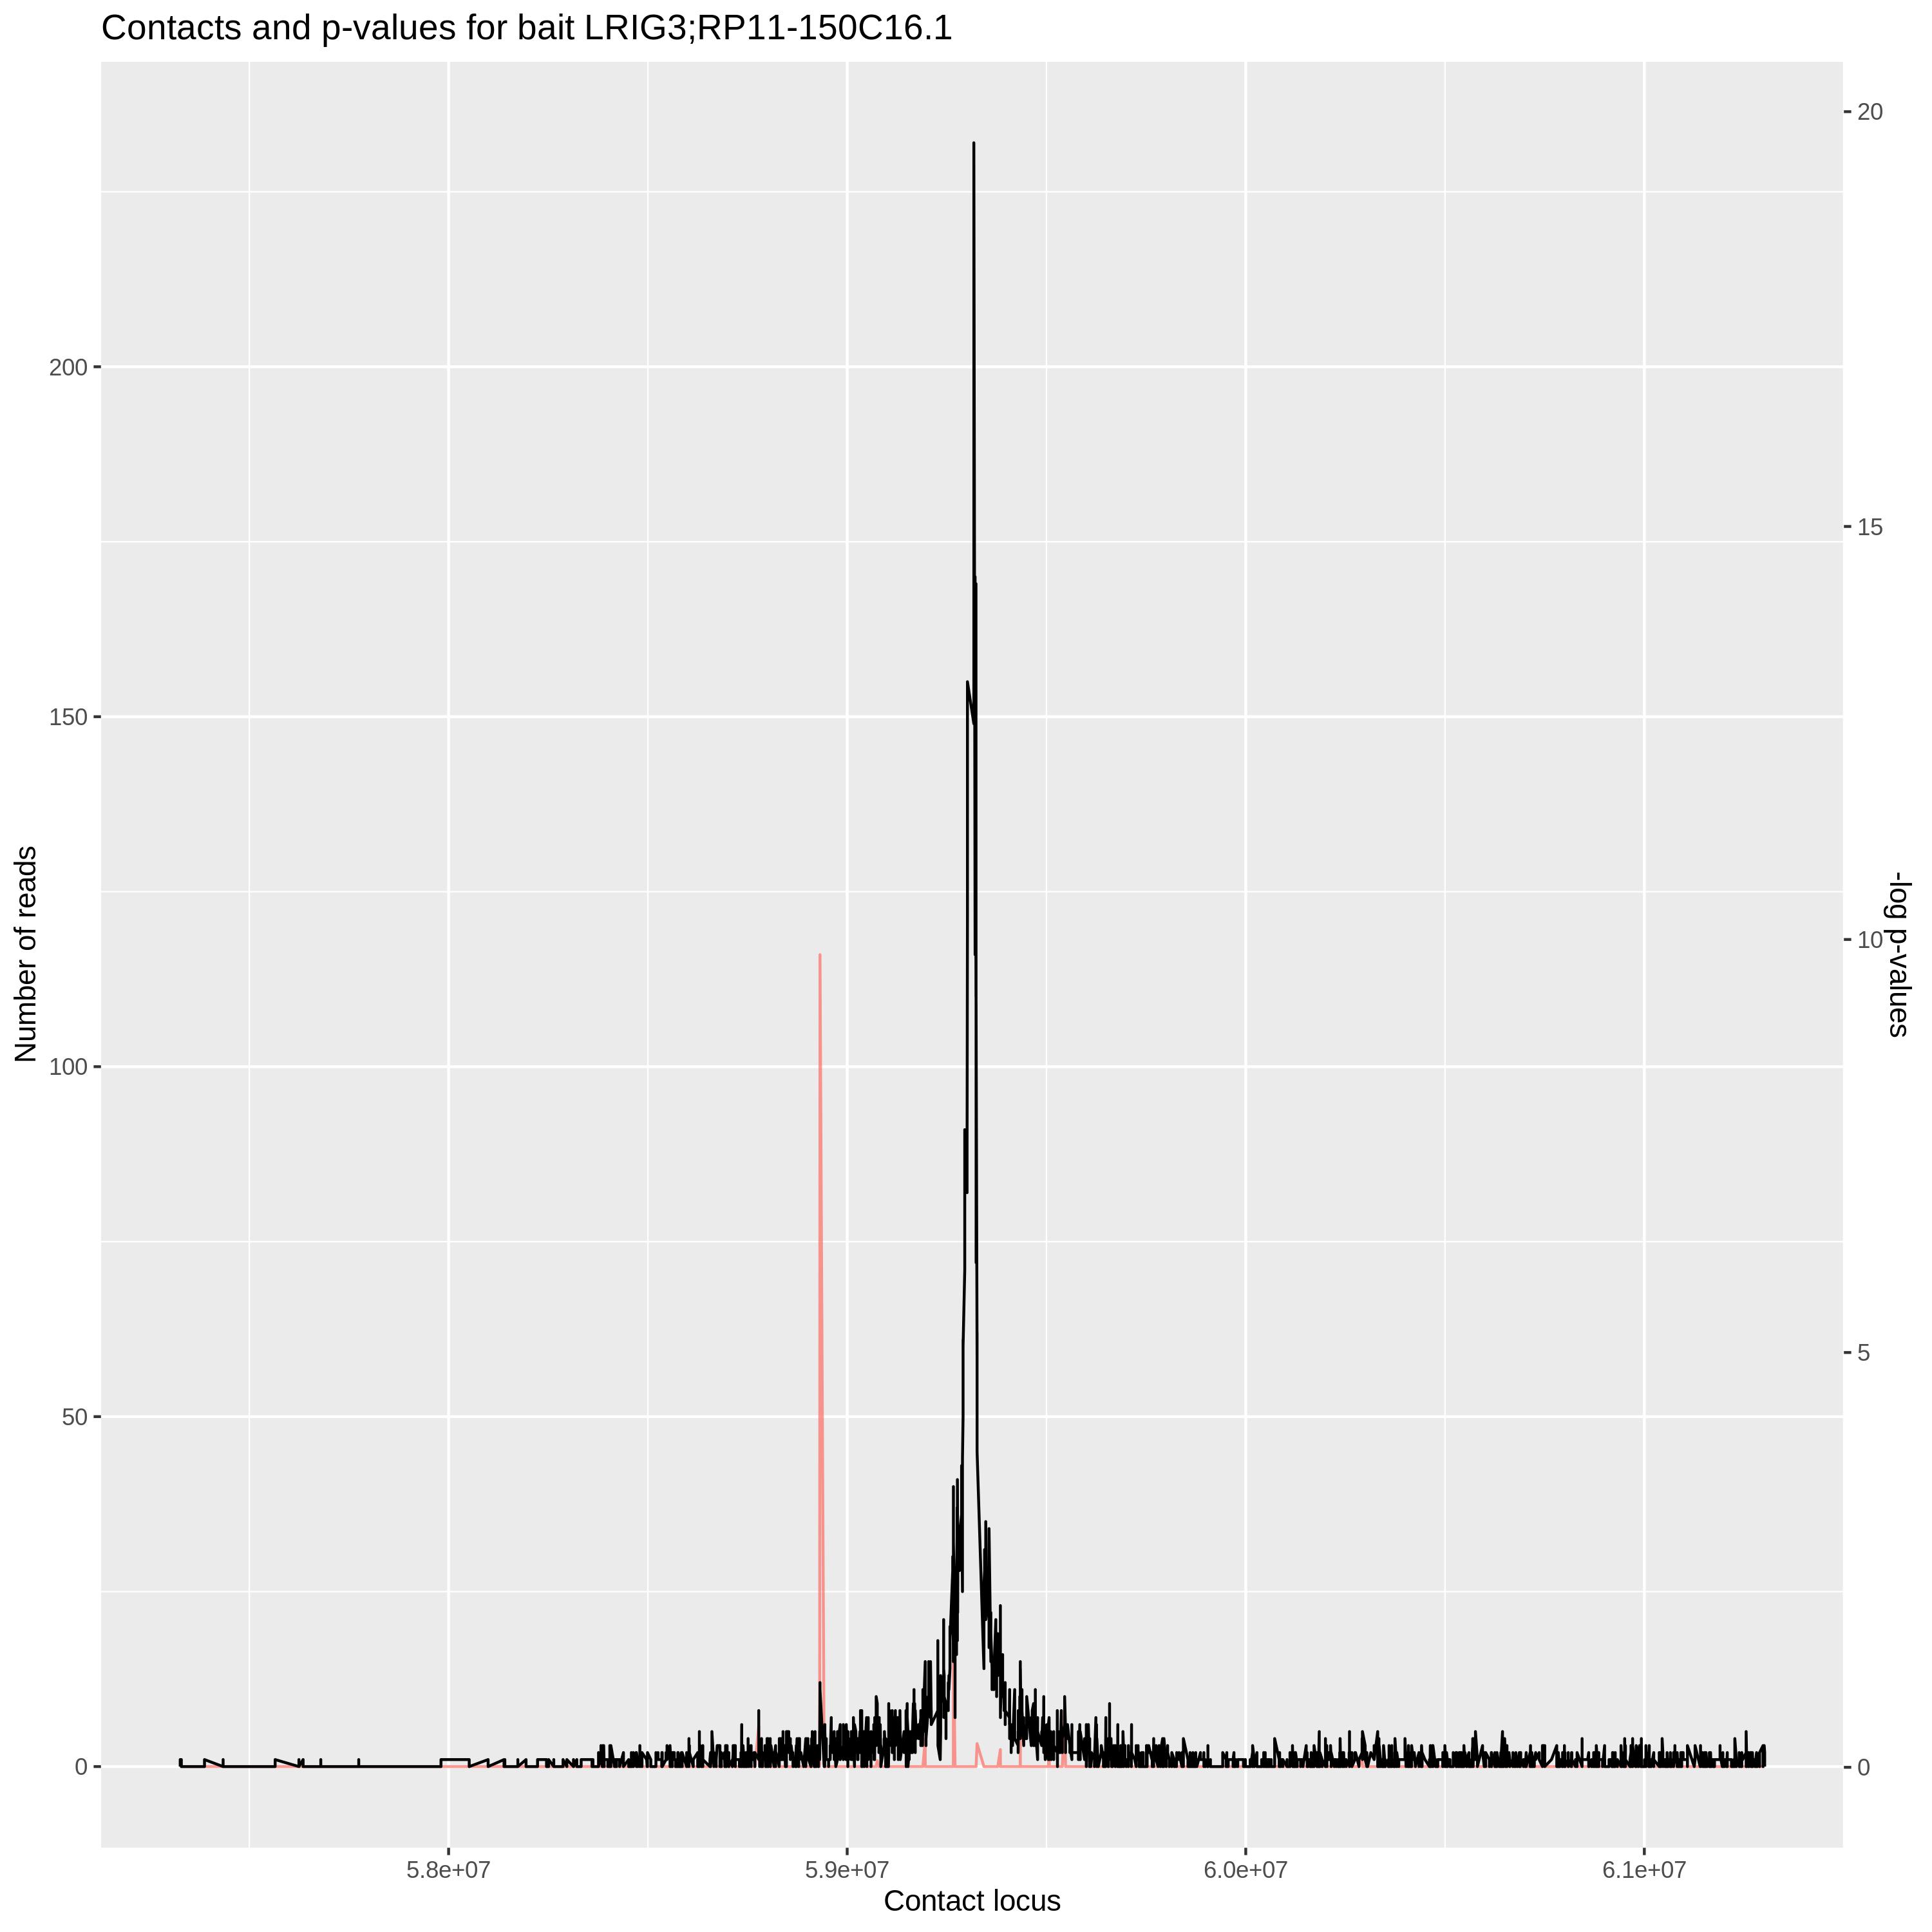 Contacts and p-values for bait LRIG3;RP11-150C16.1
20
200
15
150
Number of reads
10
-log p-values
100
5
50
0
0
5.8e+07
5.9e+07
6.0e+07
6.1e+07
Contact locus